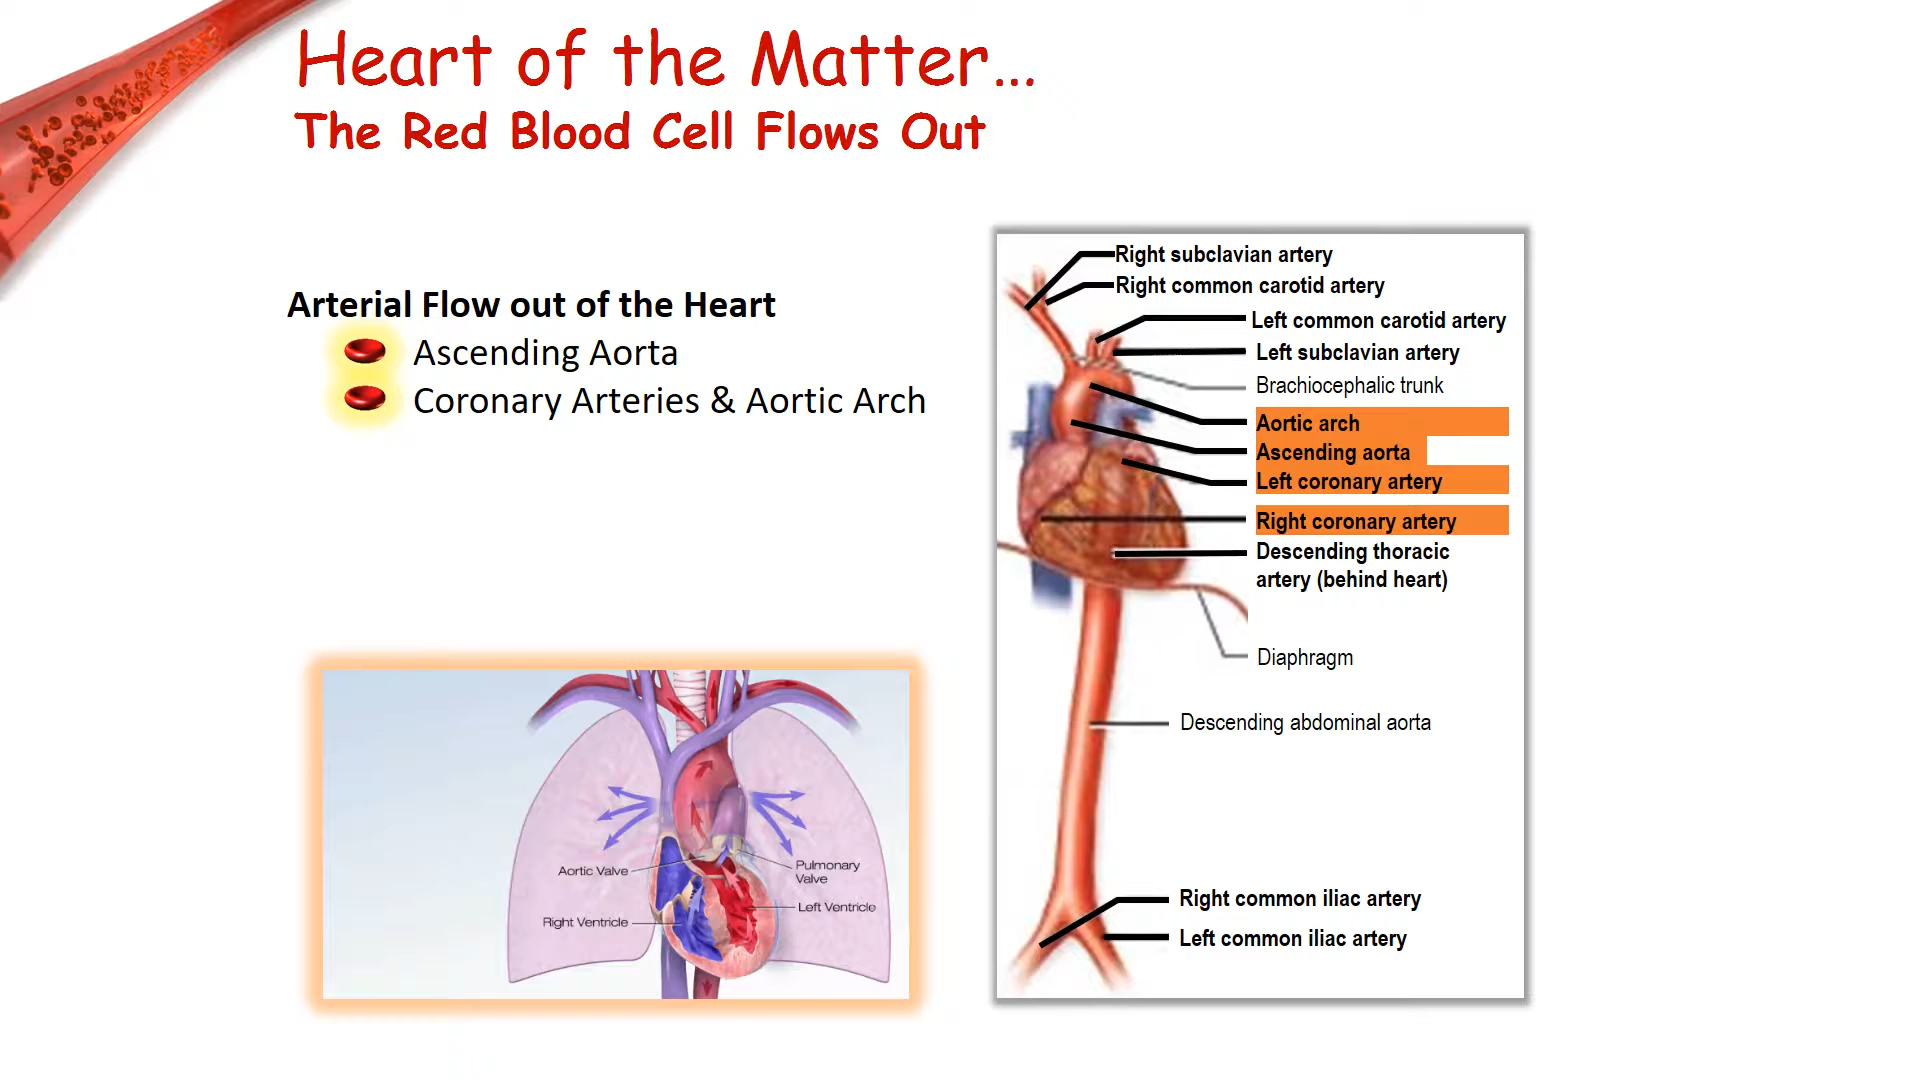 Heart of the Matter...
The Red Blood Cell Flows Out
Arterial Flow out of the Heart
Ascending Aorta
Coronary Arteries & Aortic Arch
Aortic Valve
Pulmonary
Valve
Left Ventricle
Right Ventricle
Right subclavian artery
Right common carotid artery
Left common carotid artery
Left subclavian artery
Brachiocephalic trunk
Aortic arch
Ascending aorta
Left coronary artery
Right coronary artery
Descending thoracic
artery (behind heart)
Diaphragm
Descending abdominal aorta
Right common iliac artery
Left common iliac artery